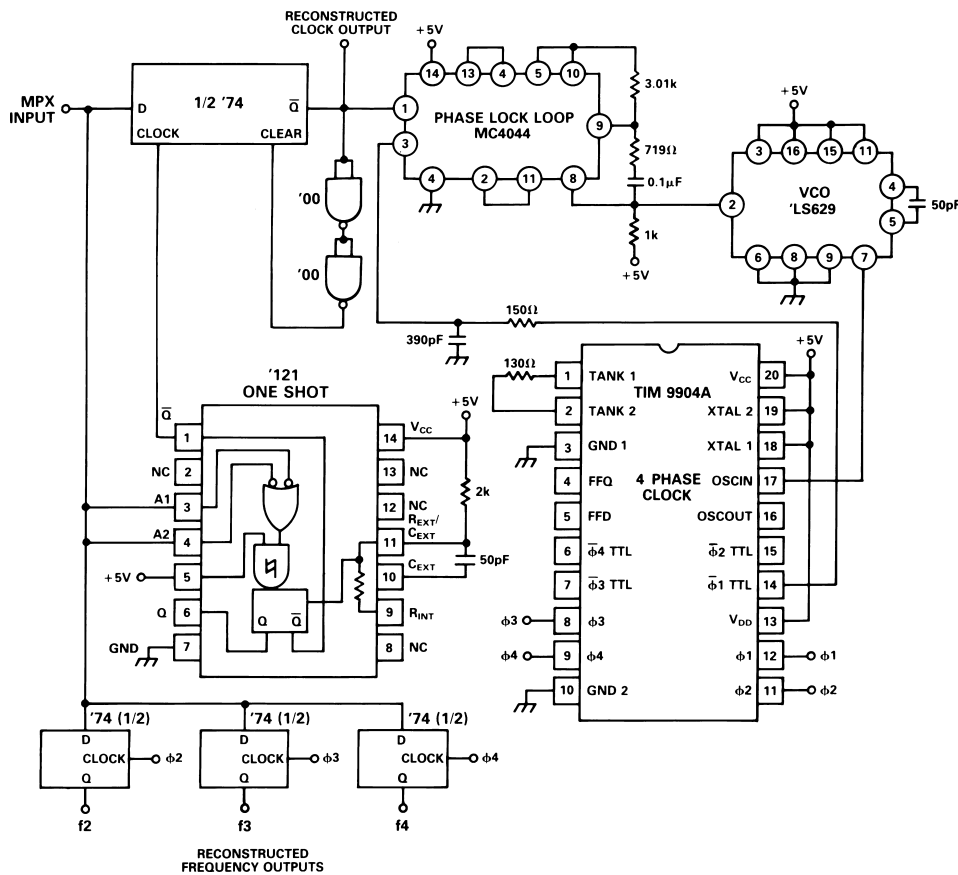 RECONSTRUCTED
CLOCK OUTPUT
MPX
INPUT
D
1/2 '74
Q̅
CLOCK
CLEAR
'00
'00
+5V
14
13
4
5
10
1
3
PHASE LOCK LOOP
MC4044
9
4
2
11
8
3.01k
719Ω
0.1μF
1k
+5V
+5V
3
16
15
11
2
VCO
'LS629
4
5
50pF
6
8
9
7
390pF
150Ω
'121
ONE SHOT
Q̅
1
NC
2
A1
3
A2
4
+5V
5
Q
6
GND
7
14
VCC
13
NC
12
NC
REXT/
11
CEXT
10
CEXT
9
RINT
8
NC
Q
Q̅
+5V
2k
50pF
130Ω
+5V
TIM 9904A
4 PHASE
CLOCK
1
TANK 1
2
TANK 2
3
GND 1
4
FFQ
5
FFD
6
ϕ̅4 TTL
7
ϕ̅3 TTL
ϕ3
8
ϕ3
ϕ4
9
ϕ4
10
GND 2
VCC
20
XTAL 2
19
XTAL 1
18
OSCIN
17
OSCOUT
16
ϕ̅2 TTL
15
ϕ̅1 TTL
14
VDD
13
ϕ1
12
ϕ1
ϕ2
11
ϕ2
'74 (1/2)
D
CLOCK
ϕ2
Q
f2
'74 (1/2)
D
CLOCK
ϕ3
Q
f3
'74 (1/2)
D
CLOCK
ϕ4
Q
f4
RECONSTRUCTED
FREQUENCY OUTPUTS